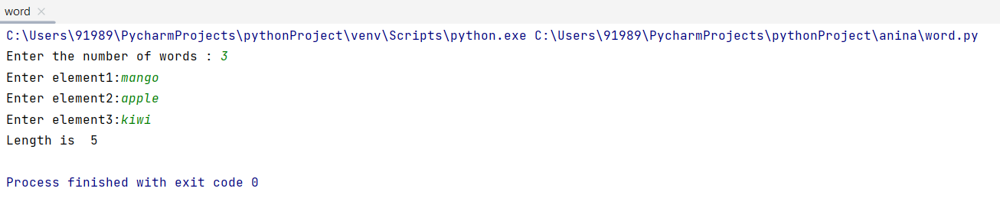 word
C:\Users\91989\PycharmProjects\pythonProject\venv\Scripts\python.exe C:\Users\91989\PycharmProjects\pythonProject\anina\word.py
Enter the number of words : 3
Enter element1:mango
Enter element2:apple
Enter element3:kiwi
Length is  5
Process finished with exit code 0